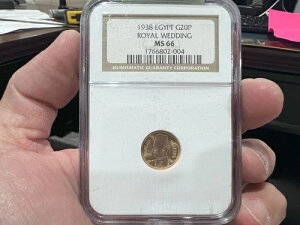 1938 EGYPT G20P
ROYAL WEDDING
MS 66
1766802-004
NUMISMATIC GUARANTY CORPORATION